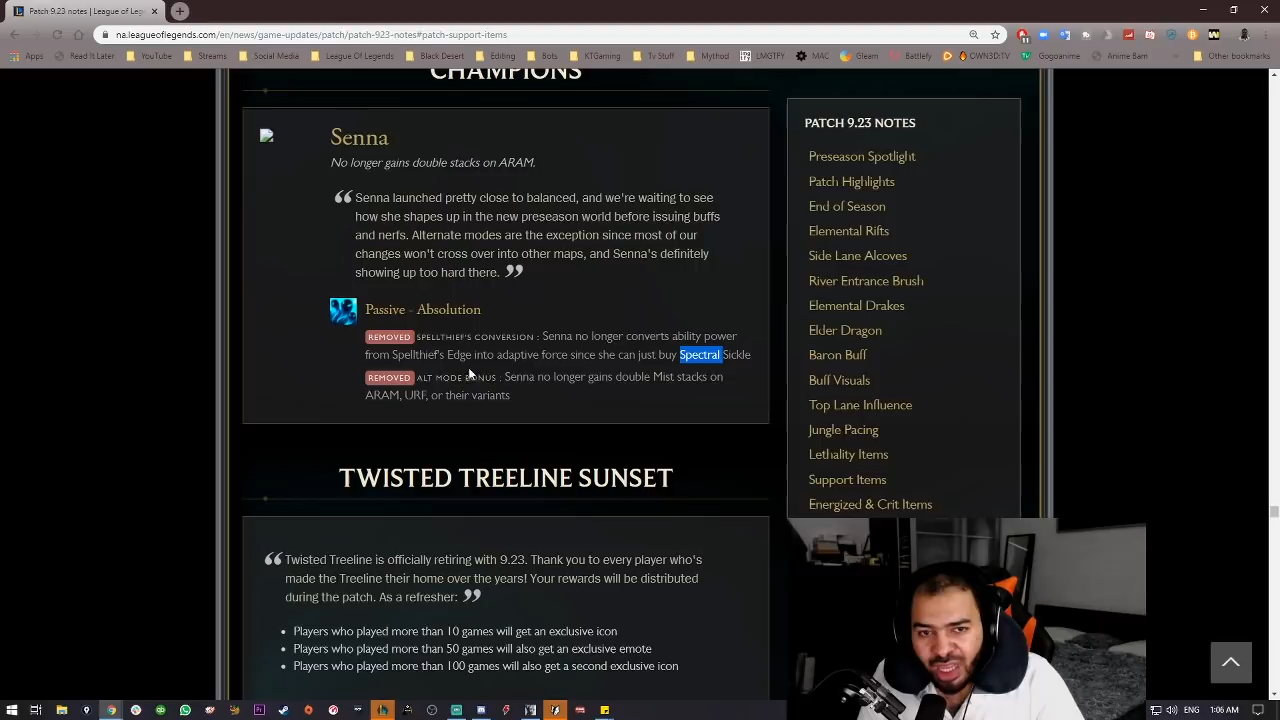 Patch 9.23 notes | League of Leg
na.leagueoflegends.com/en/news/game-updates/patch/patch-923-notes#patch-support-items
Apps Read It Later YouTube Streams Social Media League Of Legends Black Desert Editing Bots KTGaming Tv Stuff Mythod LMGTFY MAC Gleam Battlefy OWN3D.TV Gogoanime Anime Bam Other bookmarks
CHAMPIONS
Senna
No longer gains double stacks on ARAM.
Senna launched pretty close to balanced, and we're waiting to see
how she shapes up in the new preseason world before issuing buffs
and nerfs. Alternate modes are the exception since most of our
changes won't cross over into other maps, and Senna's definitely
showing up too hard there.
Passive - Absolution
REMOVED SPELLTHIEF'S CONVERSION : Senna no longer converts ability power
from Spellthief's Edge into adaptive force since she can just buy Spectral Sickle
REMOVED ALT MODE BONUS : Senna no longer gains double Mist stacks on
ARAM, URF, or their variants
TWISTED TREELINE SUNSET
Twisted Treeline is officially retiring with 9.23. Thank you to every player who's
made the Treeline their home over the years! Your rewards will be distributed
during the patch. As a refresher:
• Players who played more than 10 games will get an exclusive icon
• Players who played more than 50 games will also get an exclusive emote
• Players who played more than 100 games will also get a second exclusive icon
PATCH 9.23 NOTES
Preseason Spotlight
Patch Highlights
End of Season
Elemental Rifts
Side Lane Alcoves
River Entrance Brush
Elemental Drakes
Elder Dragon
Baron Buff
Buff Visuals
Top Lane Influence
Jungle Pacing
Lethality Items
Support Items
Energized & Crit Items
ENG 1:06 AM